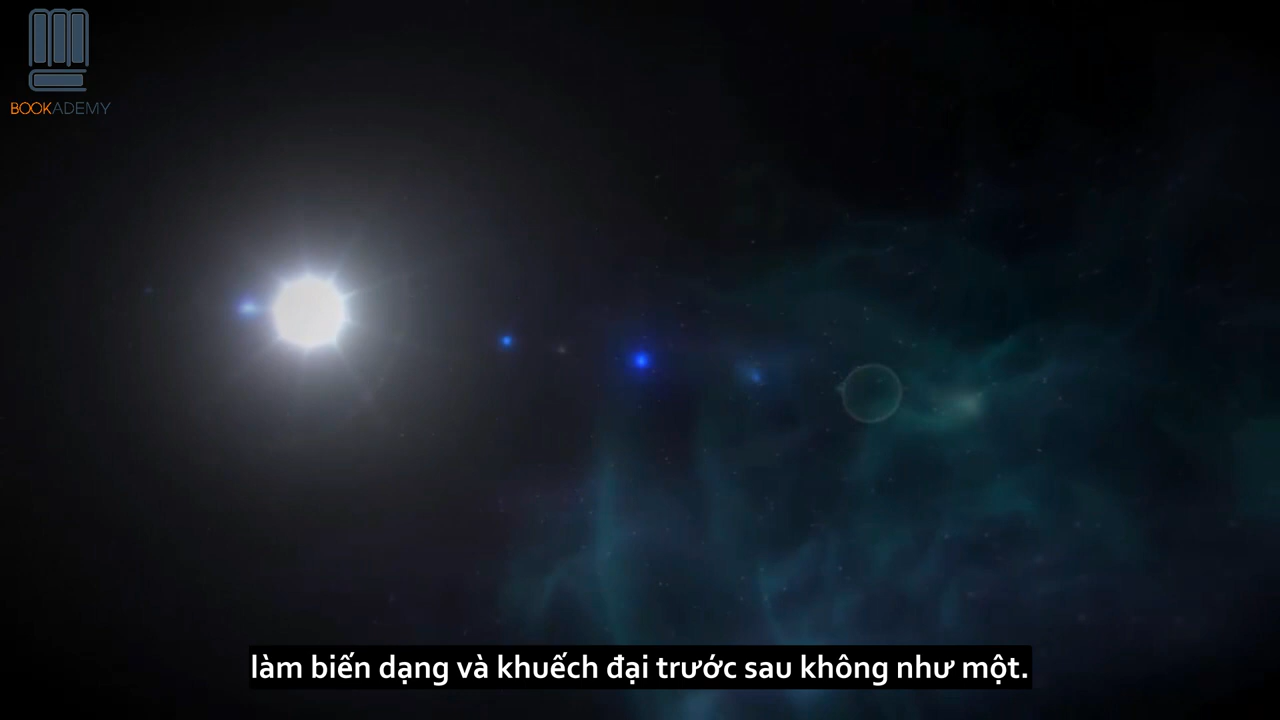 BOOKADEMY
làm biến dạng và khuếch đại trước sau không như một.